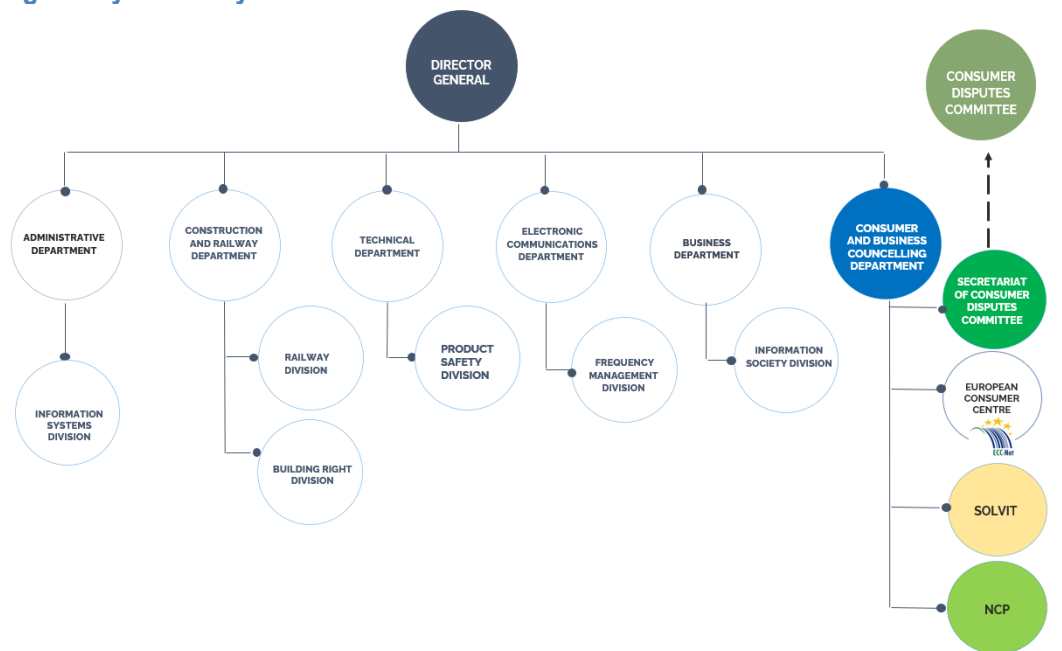 DIRECTOR
GENERAL
CONSUMER
DISPUTES
COMMITTEE
ADMINISTRATIVE
DEPARTMENT
CONSTRUCTION
AND RAILWAY
DEPARTMENT
TECHNICAL
DEPARTMENT
ELECTRONIC
COMMUNICATIONS
DEPARTMENT
BUSINESS
DEPARTMENT
CONSUMER
AND BUSINESS
COUNCELLING
DEPARTMENT
SECRETARIAT
OF CONSUMER
DISPUTES
COMMITTEE
INFORMATION
SYSTEMS
DIVISION
RAILWAY
DIVISION
BUILDING RIGHT
DIVISION
PRODUCT
SAFETY
DIVISION
FREQUENCY
MANAGEMENT
DIVISION
INFORMATION
SOCIETY DIVISION
EUROPEAN
CONSUMER
CENTRE
ECC-Net
SOLVIT
NCP